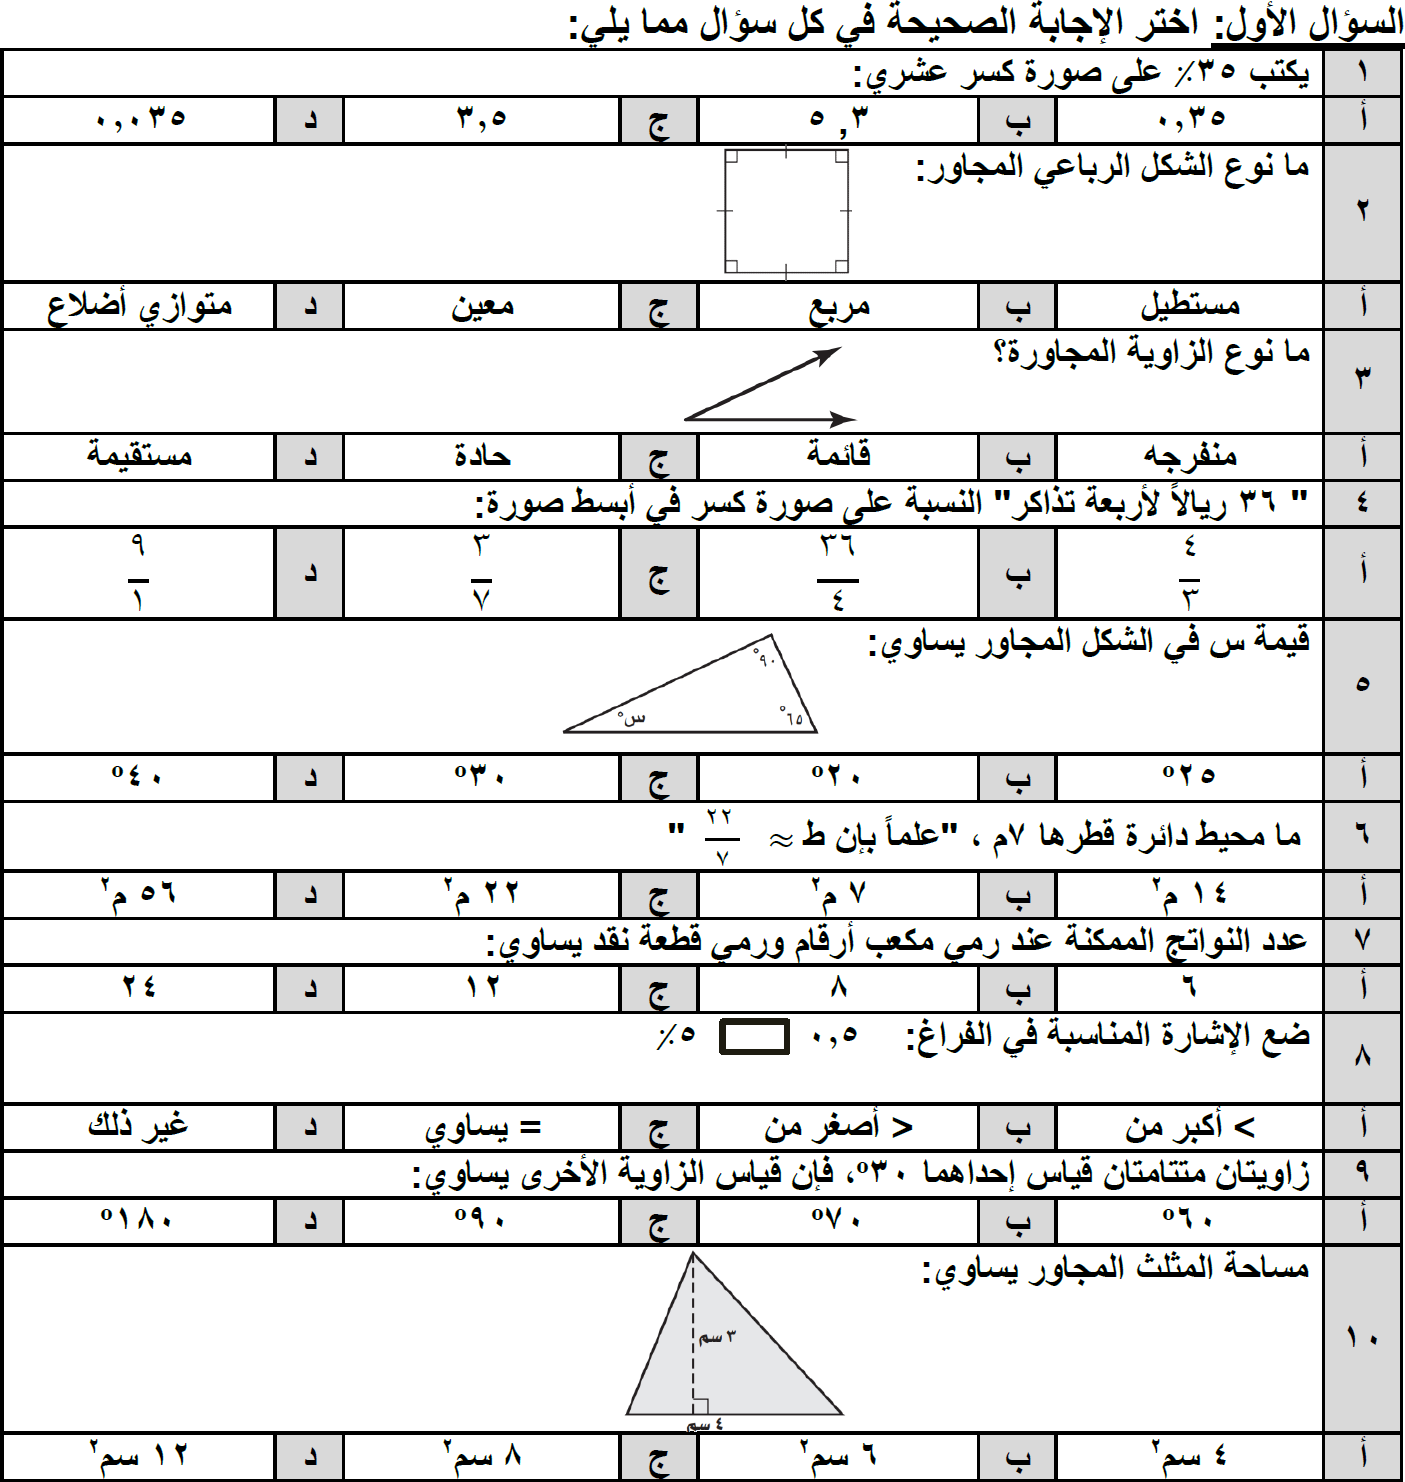 السؤال الأول: اختر الإجابة الصحيحة في كل سؤال مما يلي:
١ يكتب ٣٥٪ على صورة كسر عشري:
أ ٠,٣٥ ب ٣, ٥ ج ٣,٥ د ٠,٠٣٥
٢ ما نوع الشكل الرباعي المجاور:
أ مستطيل ب مربع ج معين د متوازي أضلاع
٣ ما نوع الزاوية المجاورة؟
أ منفرجه ب قائمة ج حادة د مستقيمة
٤ " ٣٦ ريالاً لأربعة تذاكر" النسبة على صورة كسر في أبسط صورة:
أ ٤/٣ ب ٣٦/٤ ج ٣/٧ د ٩/١
٥ قيمة س في الشكل المجاور يساوي:
٩٠°
س° ٦٥°
أ ٢٥° ب ٢٠° ج ٣٠° د ٤٠°
٦ ما محيط دائرة قطرها ٧م ، "علماً بإن ط ≈ ٢٢/٧ "
أ ١٤ م٢ ب ٧ م٢ ج ٢٢ م٢ د ٥٦ م٢
٧ عدد النواتج الممكنة عند رمي مكعب أرقام ورمي قطعة نقد يساوي:
أ ٦ ب ٨ ج ١٢ د ٢٤
٨ ضع الإشارة المناسبة في الفراغ: ٠,٥ ٥٪
أ > أكبر من ب < أصغر من ج = يساوي د غير ذلك
٩ زاويتان متتامتان قياس إحداهما ٣٠°، فإن قياس الزاوية الأخرى يساوي:
أ ٦٠° ب ٧٠° ج ٩٠° د ١٨٠°
١٠ مساحة المثلث المجاور يساوي:
٣ سم
٤ سم
أ ٤ سم٢ ب ٦ سم٢ ج ٨ سم٢ د ١٢ سم٢